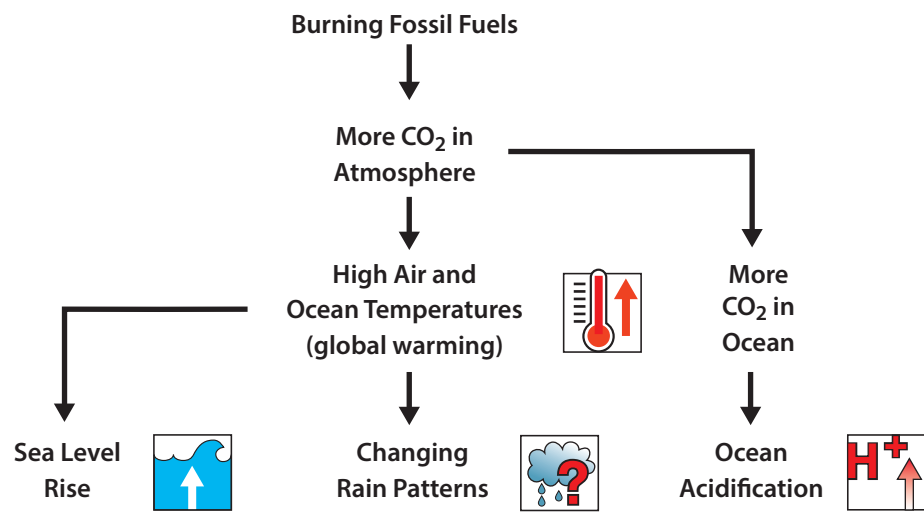 Burning Fossil Fuels
More CO₂ in
Atmosphere
High Air and
Ocean Temperatures
(global warming)
More
CO₂ in
Ocean
Sea Level
Rise
Changing
Rain Patterns
?
Ocean
Acidification
H⁺